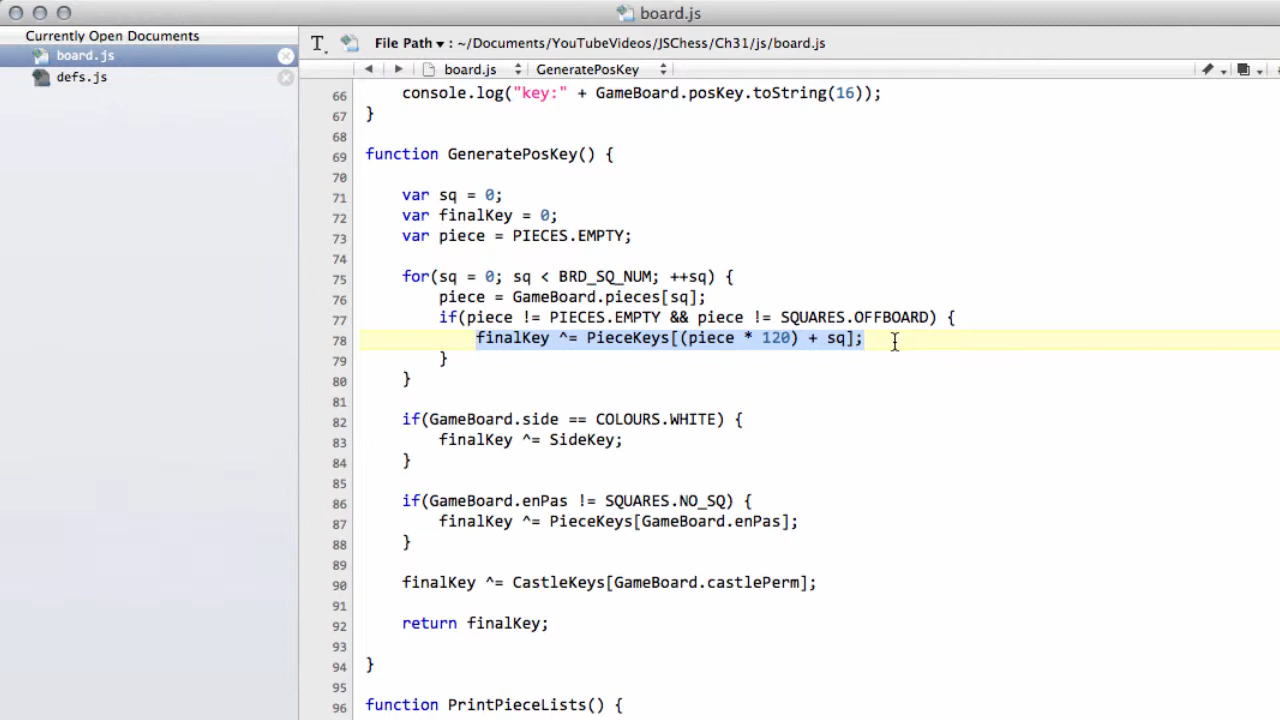 board.js
Currently Open Documents
board.js
defs.js
File Path ▾ : ~/Documents/YouTubeVideos/JSChess/Ch31/js/board.js
board.js GeneratePosKey
66 console.log("key:" + GameBoard.posKey.toString(16));
67 }
68
69 function GeneratePosKey() {
70
71 var sq = 0;
72 var finalKey = 0;
73 var piece = PIECES.EMPTY;
74
75 for(sq = 0; sq < BRD_SQ_NUM; ++sq) {
76 piece = GameBoard.pieces[sq];
77 if(piece != PIECES.EMPTY && piece != SQUARES.OFFBOARD) {
78 finalKey ^= PieceKeys[(piece * 120) + sq];
79 }
80 }
81
82 if(GameBoard.side == COLOURS.WHITE) {
83 finalKey ^= SideKey;
84 }
85
86 if(GameBoard.enPas != SQUARES.NO_SQ) {
87 finalKey ^= PieceKeys[GameBoard.enPas];
88 }
89
90 finalKey ^= CastleKeys[GameBoard.castlePerm];
91
92 return finalKey;
93
94 }
95
96 function PrintPieceLists() {